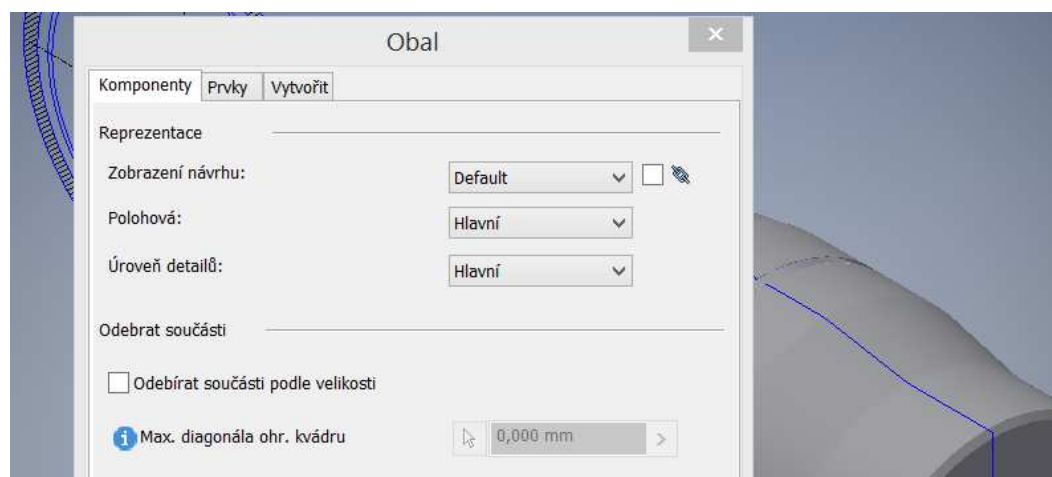 Obal
Komponenty Prvky Vytvořit
Reprezentace
Zobrazení návrhu: Default
Polohová: Hlavní
Úroveň detailů: Hlavní
Odebrat součásti
Odebírat součásti podle velikosti
Max. diagonála ohr. kvádru 0,000 mm